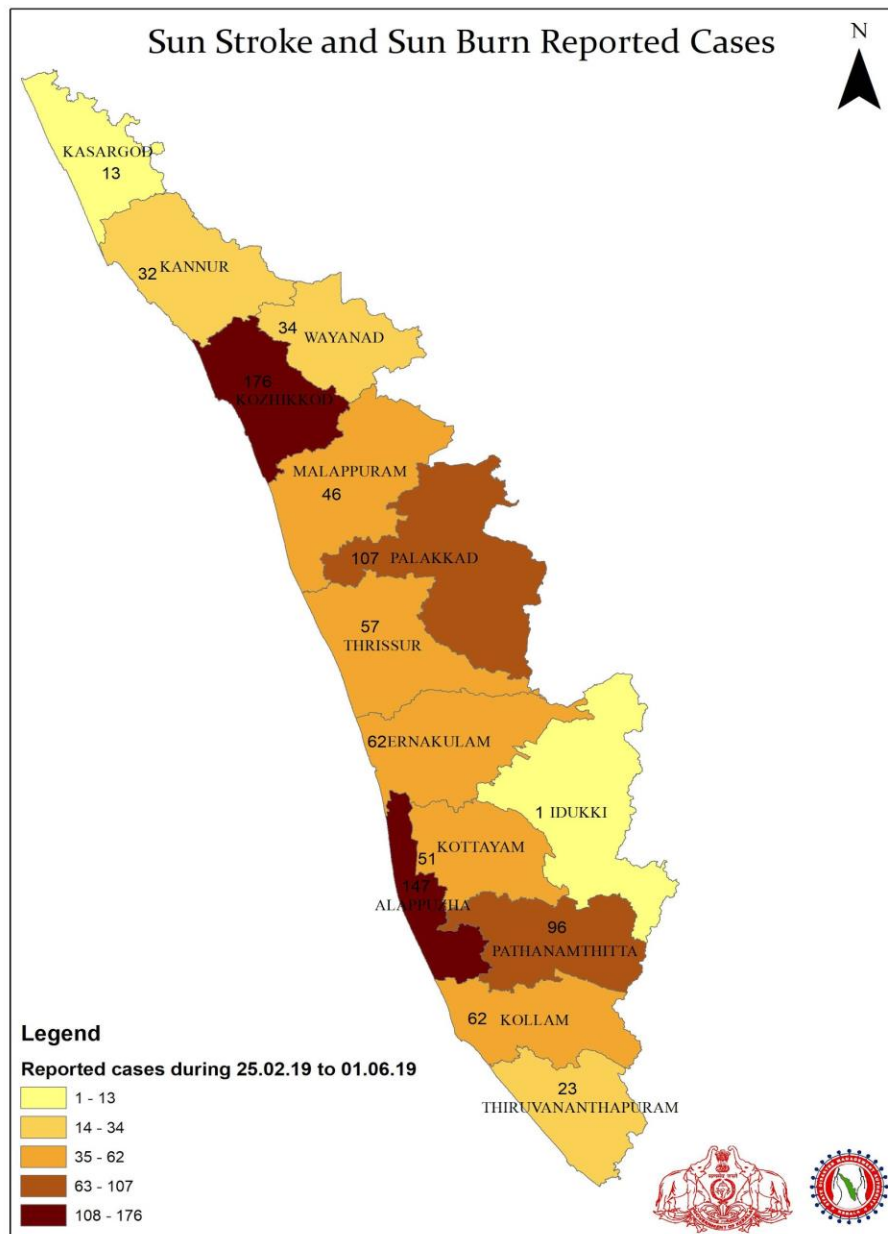 Sun Stroke and Sun Burn Reported Cases
N
KASARGOD
13
KANNUR
32
34
WAYANAD
176
KOZHIKKOD
MALAPPURAM
46
107
PALAKKAD
57
THRISSUR
62 ERNAKULAM
1 IDUKKI
KOTTAYAM
51
147
ALAPPUZHA
96
PATHANAMTHITTA
62 KOLLAM
23
THIRUVANANTHAPURAM
Legend
Reported cases during 25.02.19 to 01.06.19
1 - 13
14 - 34
35 - 62
63 - 107
108 - 176